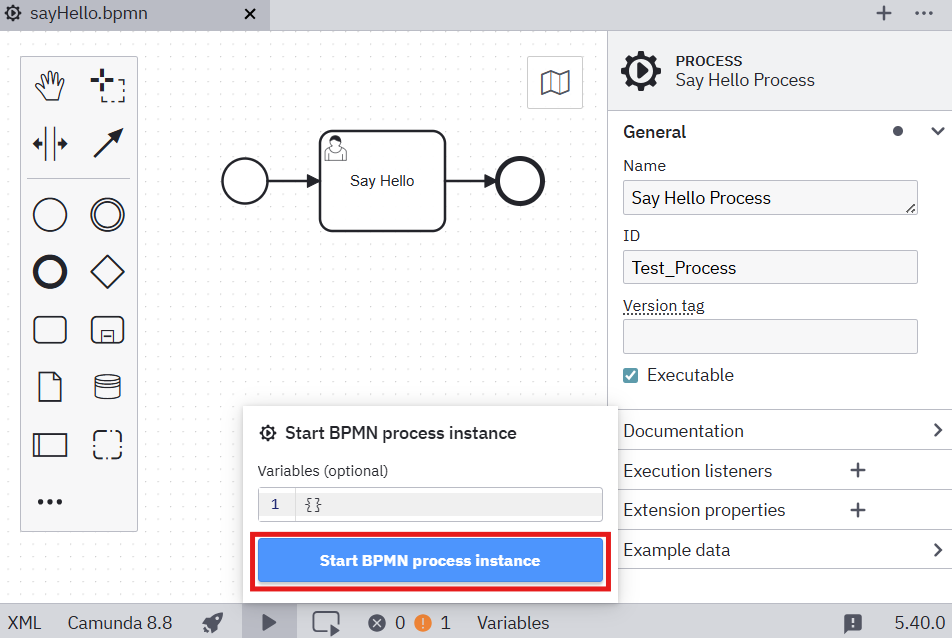 sayHello.bpmn
PROCESS
Say Hello Process
General
Name
Say Hello Process
ID
Test_Process
Version tag
Executable
Say Hello
Start BPMN process instance
Variables (optional)
1 {}
Start BPMN process instance
Documentation
Execution listeners
Extension properties
Example data
XML Camunda 8.8 0 1 Variables 5.40.0